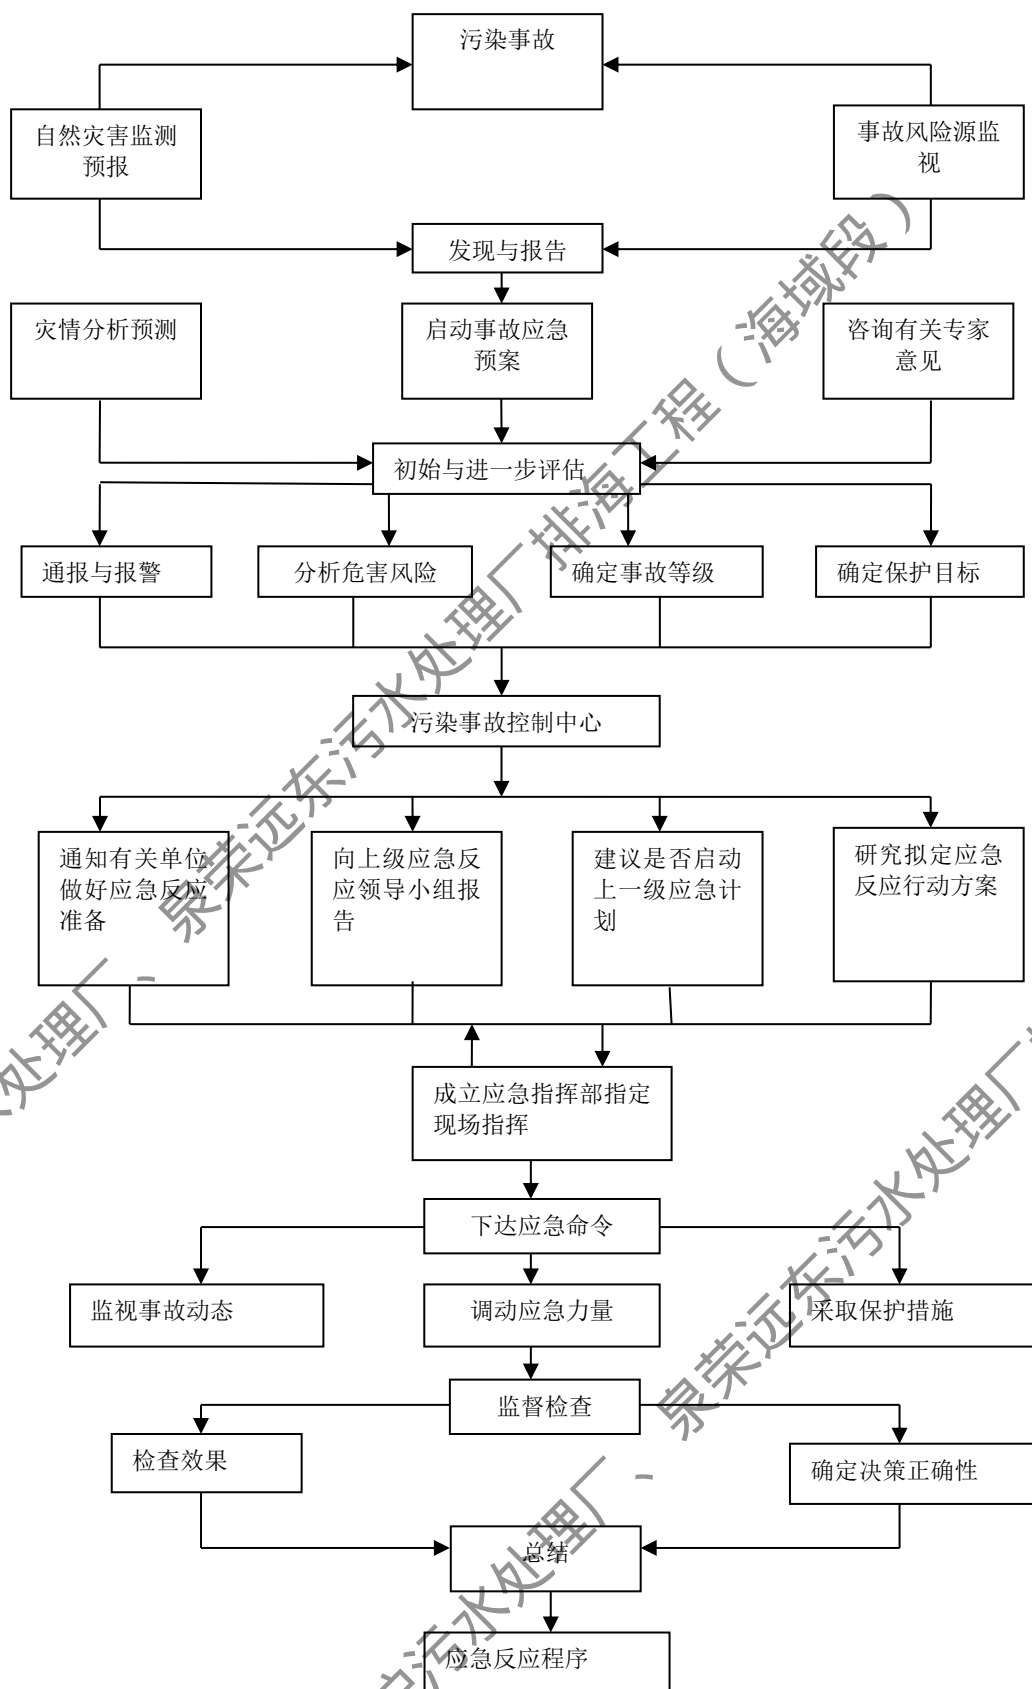 污染事故
自然灾害监测
预报
事故风险源监
视
发现与报告
灾情分析预测
启动事故应急
预案
咨询有关专家
意见
初始与进一步评估
通报与报警
分析危害风险
确定事故等级
确定保护目标
污染事故控制中心
通知有关单位
做好应急反应
准备
向上级应急反
应领导小组报
告
建议是否启动
上一级应急计
划
研究拟定应急
反应行动方案
成立应急指挥部指定
现场指挥
下达应急命令
监视事故动态
调动应急力量
采取保护措施
监督检查
检查效果
确定决策正确性
总结
应急反应程序
水处理厂、泉荣远东污水处理厂排海工程（海域段）
污水处理厂、泉荣远东污水处理厂